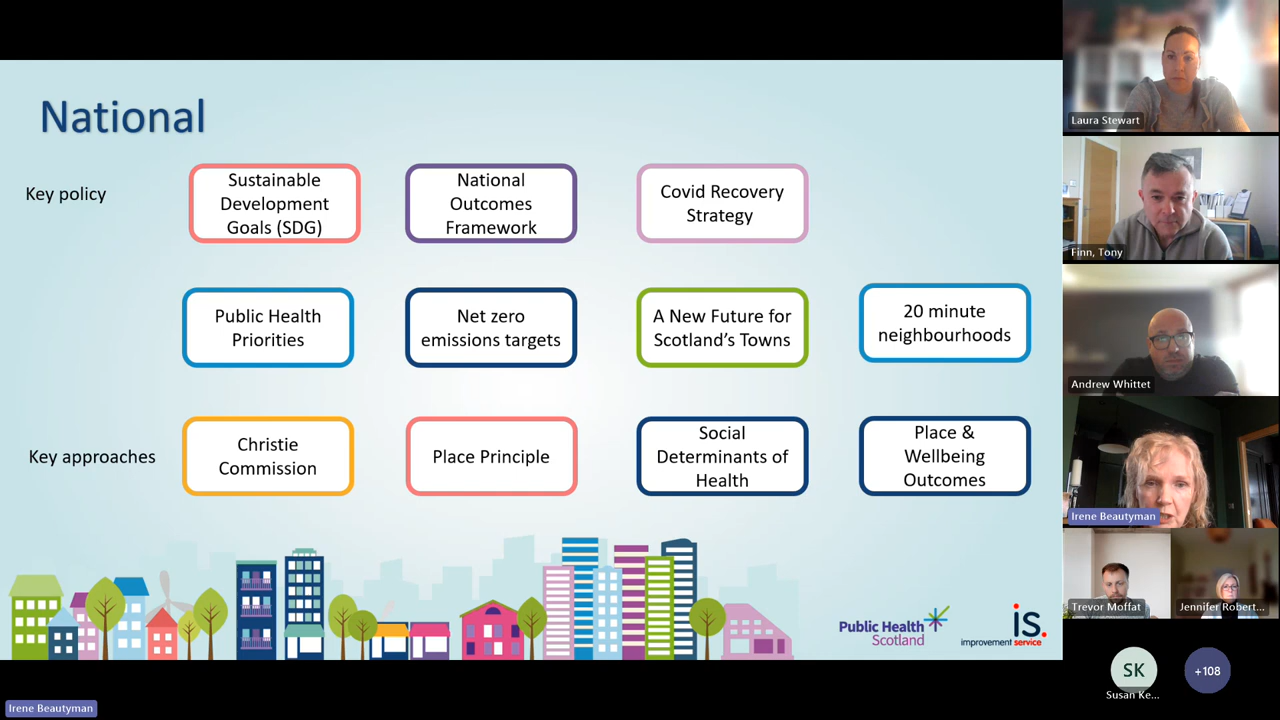 National
Key policy
Sustainable
Development
Goals (SDG)
National
Outcomes
Framework
Covid Recovery
Strategy
Public Health
Priorities
Net zero
emissions targets
A New Future for
Scotland's Towns
20 minute
neighbourhoods
Key approaches
Christie
Commission
Place Principle
Social
Determinants of
Health
Place &
Wellbeing
Outcomes
Public Health
Scotland
is.
improvement service
Irene Beautyman
Laura Stewart
Finn, Tony
Andrew Whittet
Irene Beautyman
Trevor Moffat
Jennifer Robert...
SK
Susan Ke...
+108